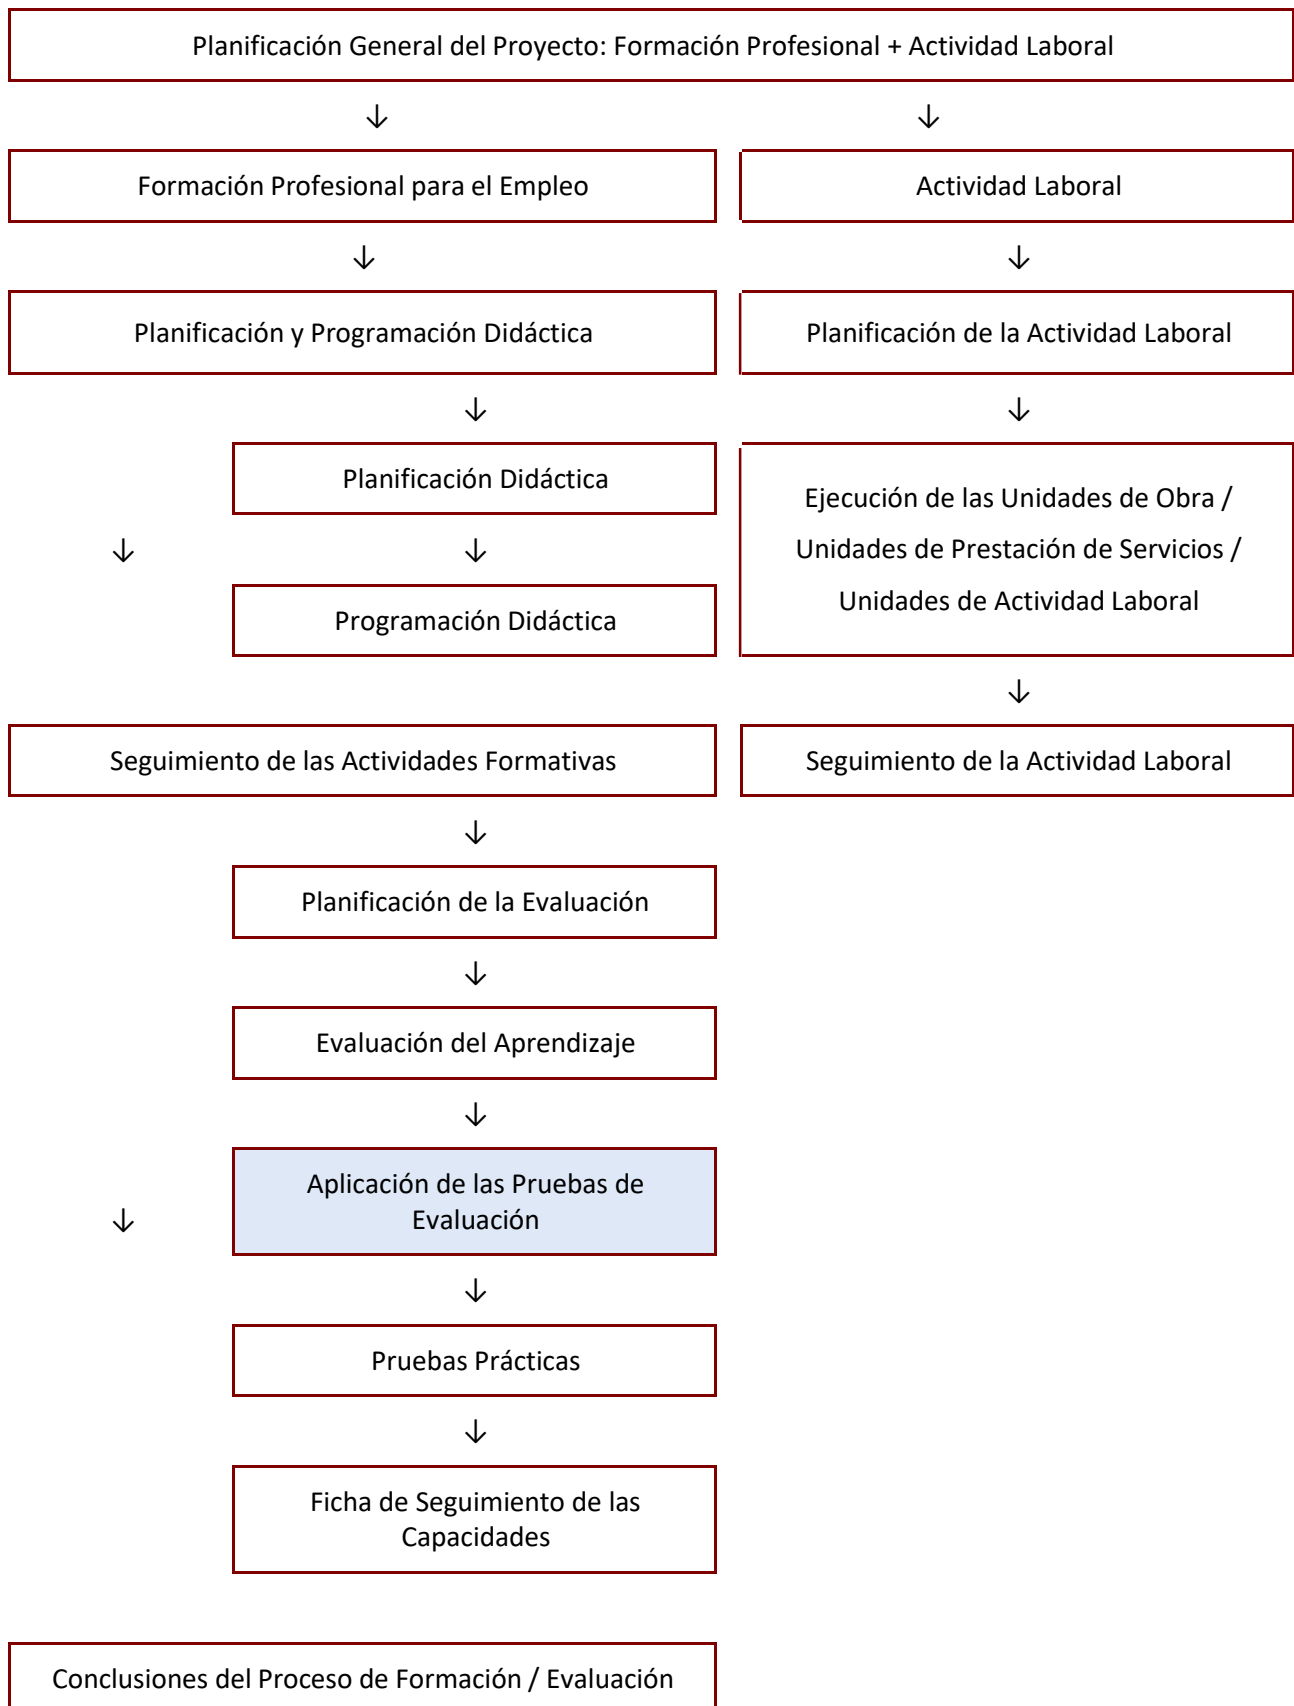 Planificación General del Proyecto: Formación Profesional + Actividad Laboral
Formación Profesional para el Empleo
Actividad Laboral
Planificación y Programación Didáctica
Planificación de la Actividad Laboral
Planificación Didáctica
Programación Didáctica
Ejecución de las Unidades de Obra /
Unidades de Prestación de Servicios /
Unidades de Actividad Laboral
Seguimiento de las Actividades Formativas
Seguimiento de la Actividad Laboral
Planificación de la Evaluación
Evaluación del Aprendizaje
Aplicación de las Pruebas de
Evaluación
Pruebas Prácticas
Ficha de Seguimiento de las
Capacidades
Conclusiones del Proceso de Formación / Evaluación